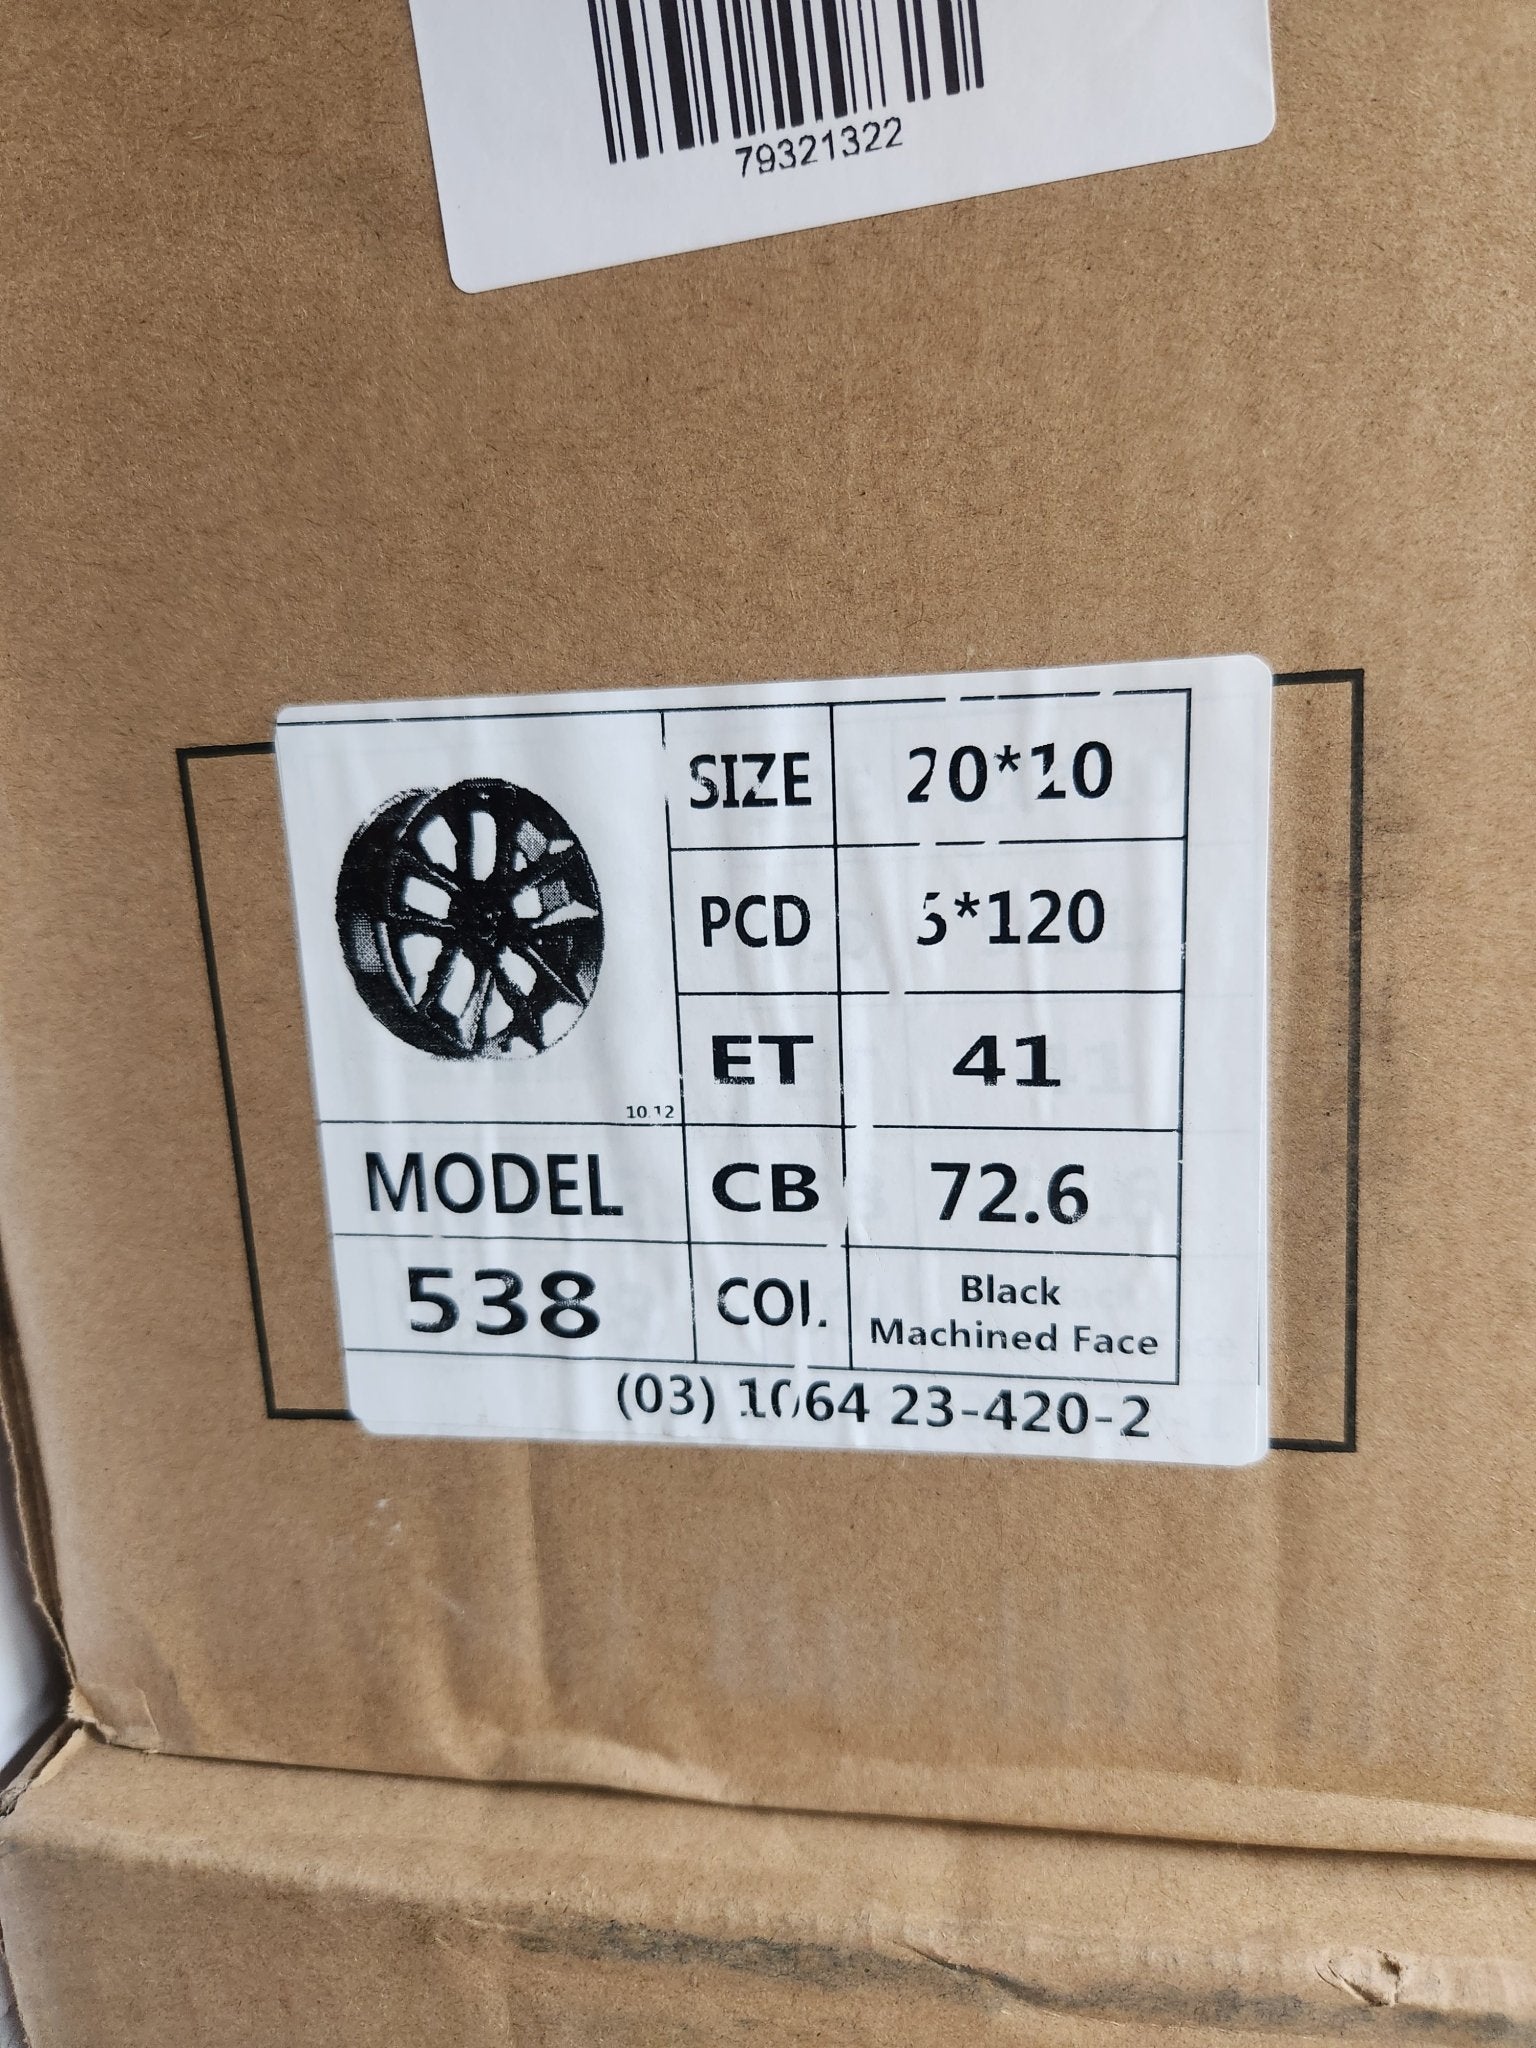 79321322
SIZE 20*10
PCD 5*120
ET 41
10.12
MODEL CB 72.6
538 COL. Black
Machined Face
(03) 1064 23-420-2